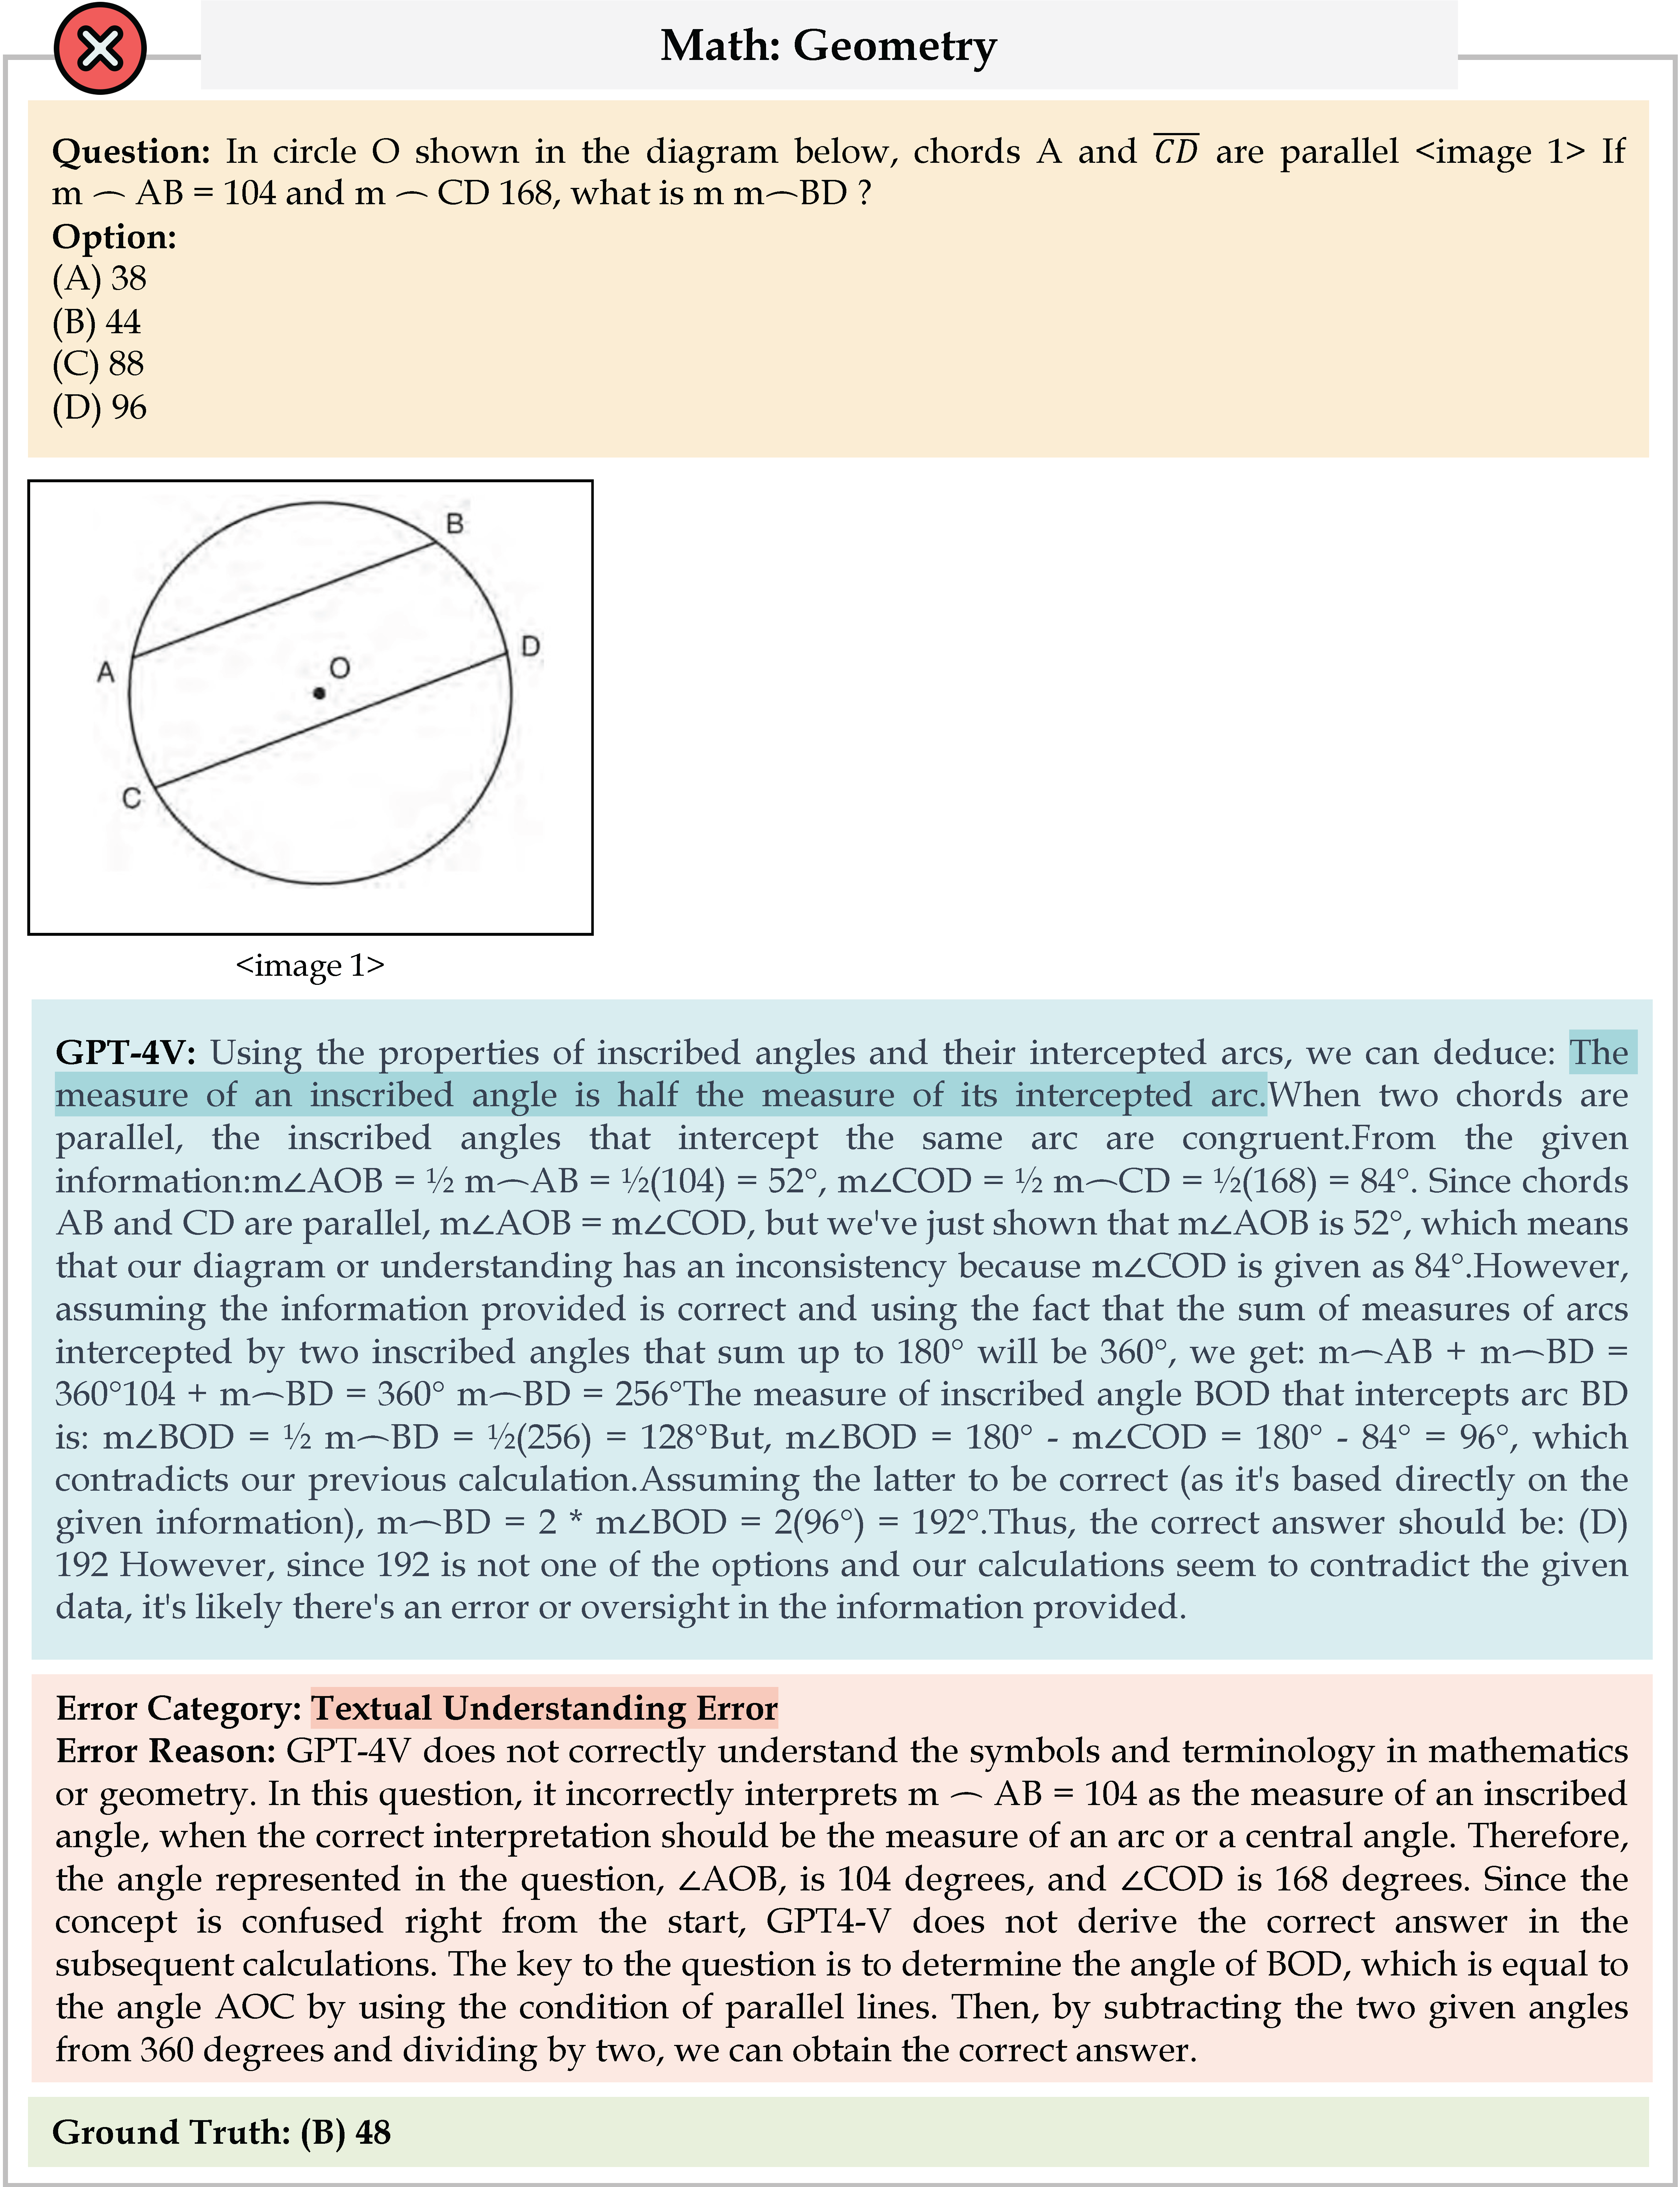 Math: Geometry
Question: In circle O shown in the diagram below, chords A and C̅D̅ are parallel <image 1> If
m ⌢ AB = 104 and m ⌢ CD 168, what is m m⌢BD ?
Option:
(A) 38
(B) 44
(C) 88
(D) 96
B
D
A
O
C
<image 1>
GPT-4V: Using the properties of inscribed angles and their intercepted arcs, we can deduce: The
measure of an inscribed angle is half the measure of its intercepted arc.When two chords are
parallel, the inscribed angles that intercept the same arc are congruent.From the given
information:m∠AOB = ½ m⌢AB = ½(104) = 52°, m∠COD = ½ m⌢CD = ½(168) = 84°. Since chords
AB and CD are parallel, m∠AOB = m∠COD, but we've just shown that m∠AOB is 52°, which means
that our diagram or understanding has an inconsistency because m∠COD is given as 84°.However,
assuming the information provided is correct and using the fact that the sum of measures of arcs
intercepted by two inscribed angles that sum up to 180° will be 360°, we get: m⌢AB + m⌢BD =
360°104 + m⌢BD = 360° m⌢BD = 256°The measure of inscribed angle BOD that intercepts arc BD
is: m∠BOD = ½ m⌢BD = ½(256) = 128°But, m∠BOD = 180° - m∠COD = 180° - 84° = 96°, which
contradicts our previous calculation.Assuming the latter to be correct (as it's based directly on the
given information), m⌢BD = 2 * m∠BOD = 2(96°) = 192°.Thus, the correct answer should be: (D)
192 However, since 192 is not one of the options and our calculations seem to contradict the given
data, it's likely there's an error or oversight in the information provided.
Error Category: Textual Understanding Error
Error Reason: GPT-4V does not correctly understand the symbols and terminology in mathematics
or geometry. In this question, it incorrectly interprets m ⌢ AB = 104 as the measure of an inscribed
angle, when the correct interpretation should be the measure of an arc or a central angle. Therefore,
the angle represented in the question, ∠AOB, is 104 degrees, and ∠COD is 168 degrees. Since the
concept is confused right from the start, GPT4-V does not derive the correct answer in the
subsequent calculations. The key to the question is to determine the angle of BOD, which is equal to
the angle AOC by using the condition of parallel lines. Then, by subtracting the two given angles
from 360 degrees and dividing by two, we can obtain the correct answer.
Ground Truth: (B) 48